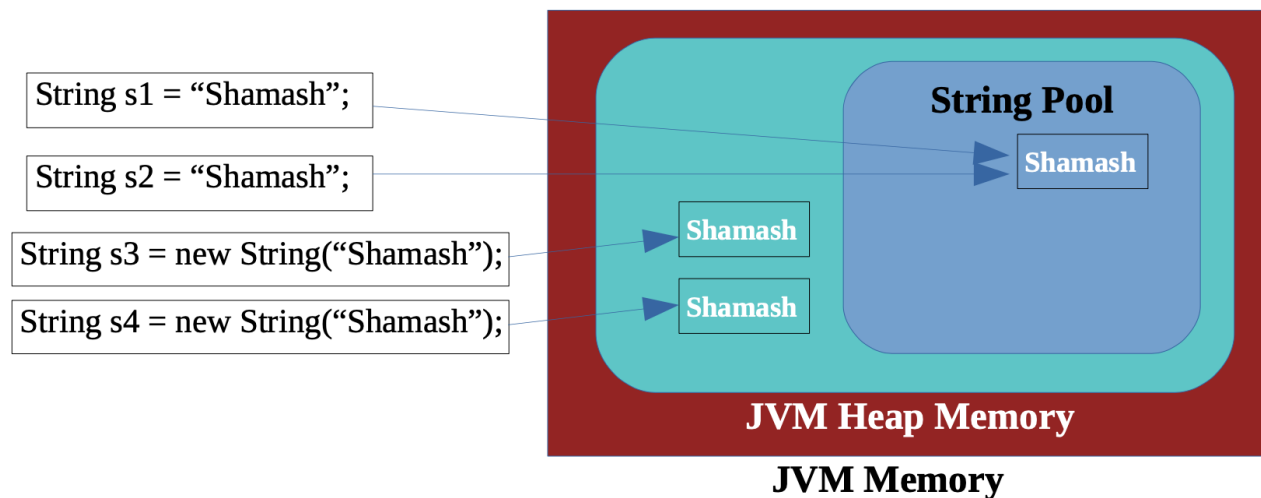 String s1 = “Shamash”;
String s2 = “Shamash”;
String s3 = new String(“Shamash”);
String s4 = new String(“Shamash”);
String Pool
Shamash
Shamash
Shamash
JVM Heap Memory
JVM Memory